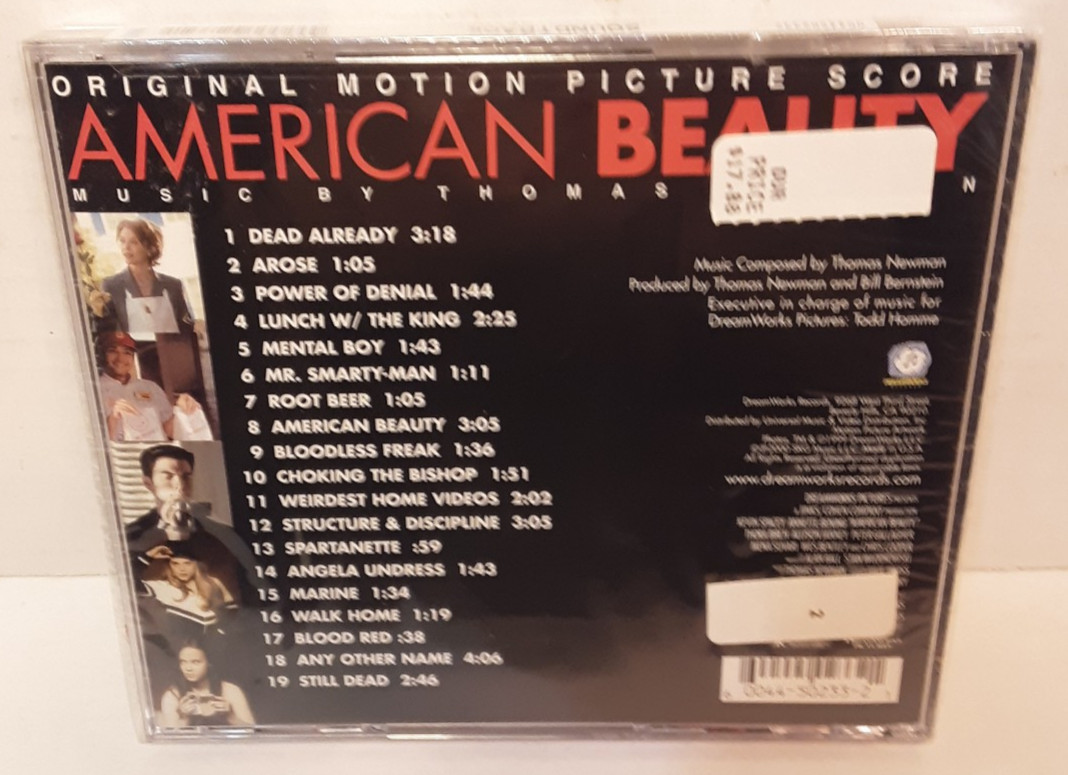 ORIGINAL MOTION PICTURE SCORE
AMERICAN BEAUTY
MUSIC BY THOMAS N
OUR
PRICE
$17.88
1 DEAD ALREADY 3:18
2 AROSE 1:05
3 POWER OF DENIAL 1:44
4 LUNCH W/ THE KING 2:25
5 MENTAL BOY 1:43
6 MR. SMARTY-MAN 1:11
7 ROOT BEER 1:05
8 AMERICAN BEAUTY 3:05
9 BLOODLESS FREAK 1:36
10 CHOKING THE BISHOP 1:51
11 WEIRDEST HOME VIDEOS 2:02
12 STRUCTURE & DISCIPLINE 3:05
13 SPARTANETTE :59
14 ANGELA UNDRESS 1:43
15 MARINE 1:34
16 WALK HOME 1:19
17 BLOOD RED :38
18 ANY OTHER NAME 4:06
19 STILL DEAD 2:46
Music Composed by Thomas Newman
Produced by Thomas Newman and Bill Bernstein
Executive in charge of music for
DreamWorks Pictures: Todd Homme
www.dreamworksrecords.com
2
0044-50233-2